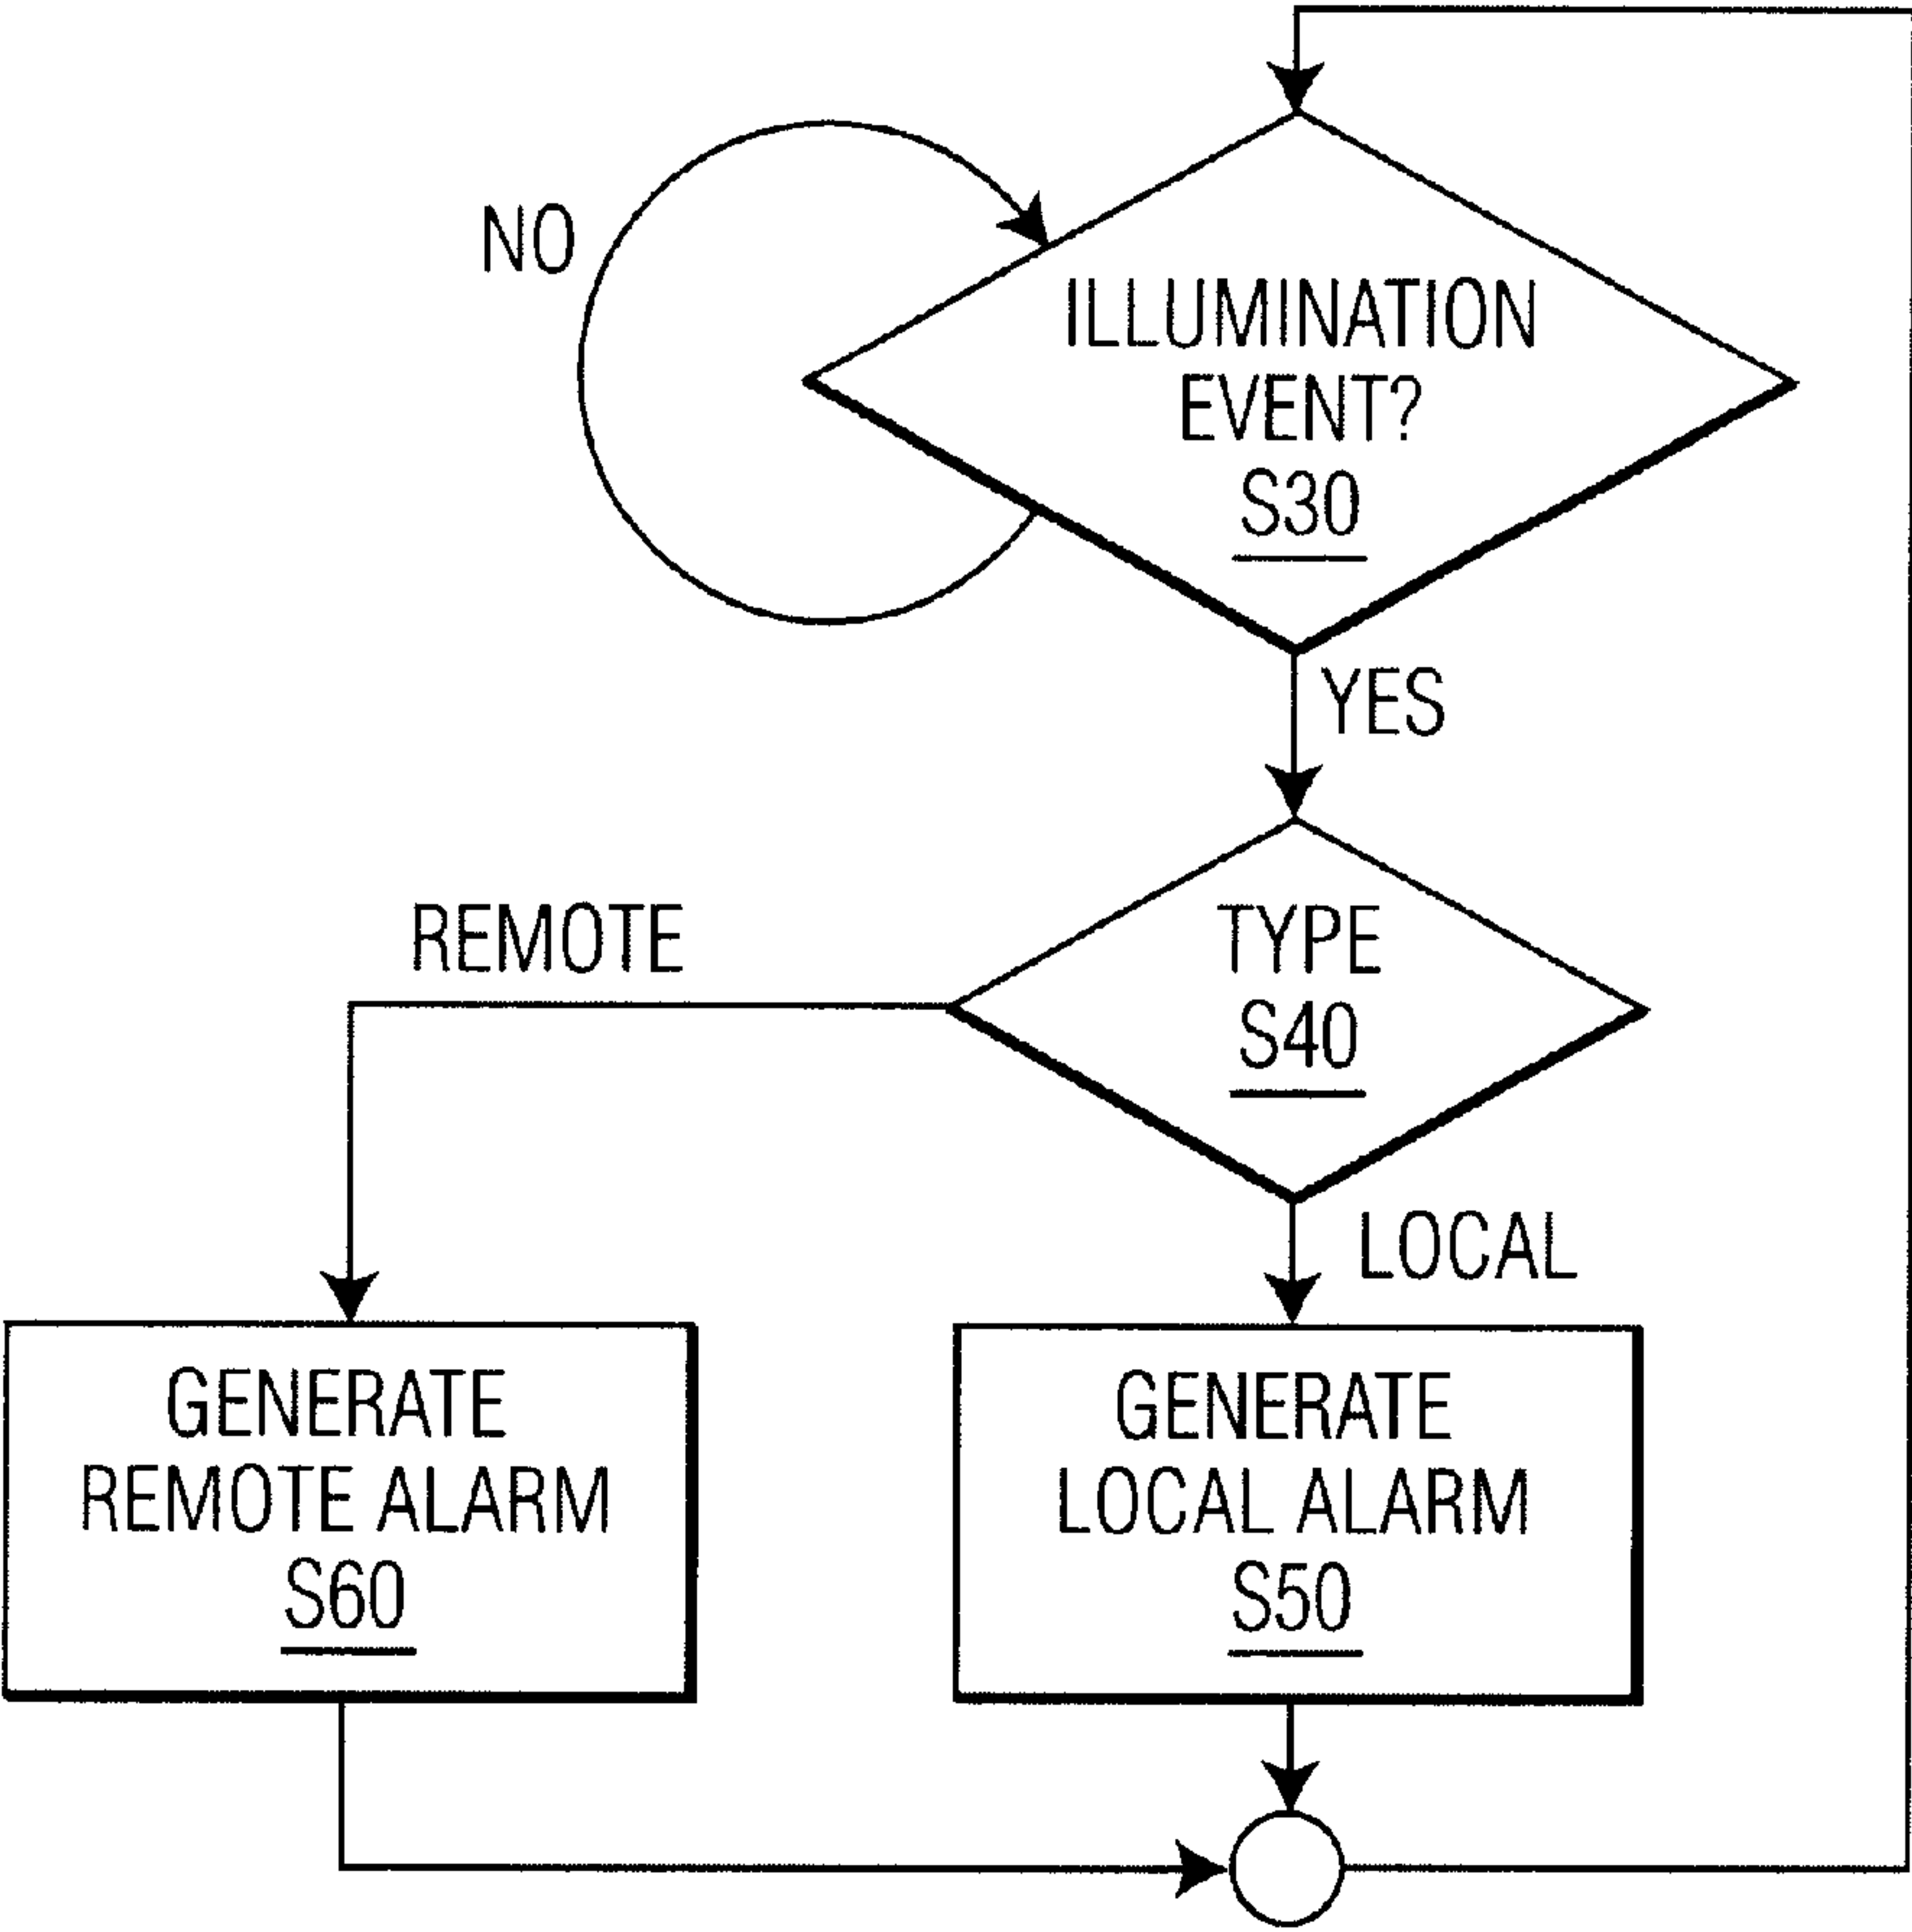 NO
ILLUMINATION
EVENT?
S30
YES
REMOTE
TYPE
S40
LOCAL
GENERATE
REMOTE ALARM
S60
GENERATE
LOCAL ALARM
S50